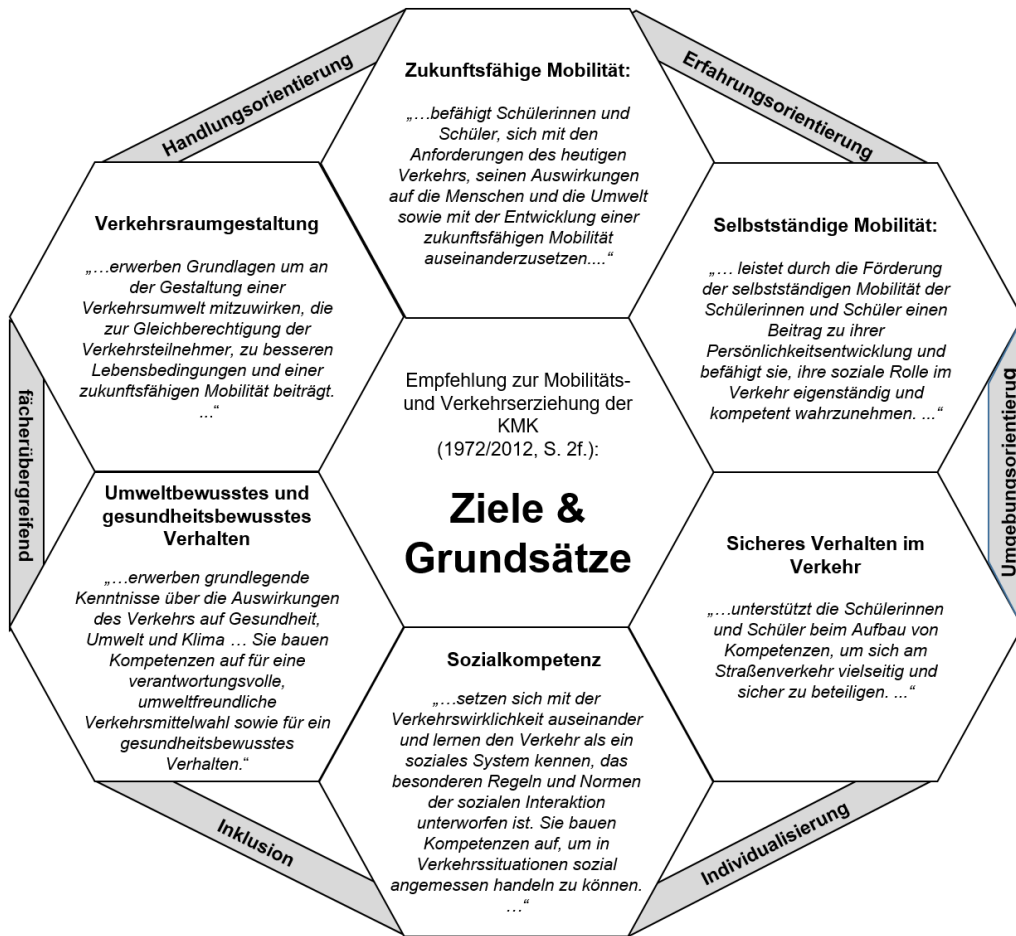 Handlungsorientierung
Erfahrungsorientierung
Zukunftsfähige Mobilität:
„…befähigt Schülerinnen und
Schüler, sich mit den
Anforderungen des heutigen
Verkehrs, seinen Auswirkungen
auf die Menschen und die Umwelt
sowie mit der Entwicklung einer
zukunftsfähigen Mobilität
auseinanderzusetzen....“
Verkehrsraumgestaltung
„…erwerben Grundlagen um an
der Gestaltung einer
Verkehrsumwelt mitzuwirken, die
zur Gleichberechtigung der
Verkehrsteilnehmer, zu besseren
Lebensbedingungen und einer
zukunftsfähigen Mobilität beiträgt.
...“
Selbstständige Mobilität:
„… leistet durch die Förderung
der selbstständigen Mobilität der
Schülerinnen und Schüler einen
Beitrag zu ihrer
Persönlichkeitsentwicklung und
befähigt sie, ihre soziale Rolle im
Verkehr eigenständig und
kompetent wahrzunehmen. ...“
fächerübergreifend
Empfehlung zur Mobilitäts-
und Verkehrserziehung der
KMK
(1972/2012, S. 2f.):
Ziele &
Grundsätze
Umgebungsorientierug
Umweltbewusstes und
gesundheitsbewusstes
Verhalten
„…erwerben grundlegende
Kenntnisse über die Auswirkungen
des Verkehrs auf Gesundheit,
Umwelt und Klima … Sie bauen
Kompetenzen auf für eine
verantwortungsvolle,
umweltfreundliche
Verkehrsmittelwahl sowie für ein
gesundheitsbewusstes
Verhalten.“
Sicheres Verhalten im
Verkehr
„…unterstützt die Schülerinnen
und Schüler beim Aufbau von
Kompetenzen, um sich am
Straßenverkehr vielseitig und
sicher zu beteiligen. ...“
Sozialkompetenz
„…setzen sich mit der
Verkehrswirklichkeit auseinander
und lernen den Verkehr als ein
soziales System kennen, das
besonderen Regeln und Normen
der sozialen Interaktion
unterworfen ist. Sie bauen
Kompetenzen auf, um in
Verkehrssituationen sozial
angemessen handeln zu können.
…“
Inklusion
Individualisierung